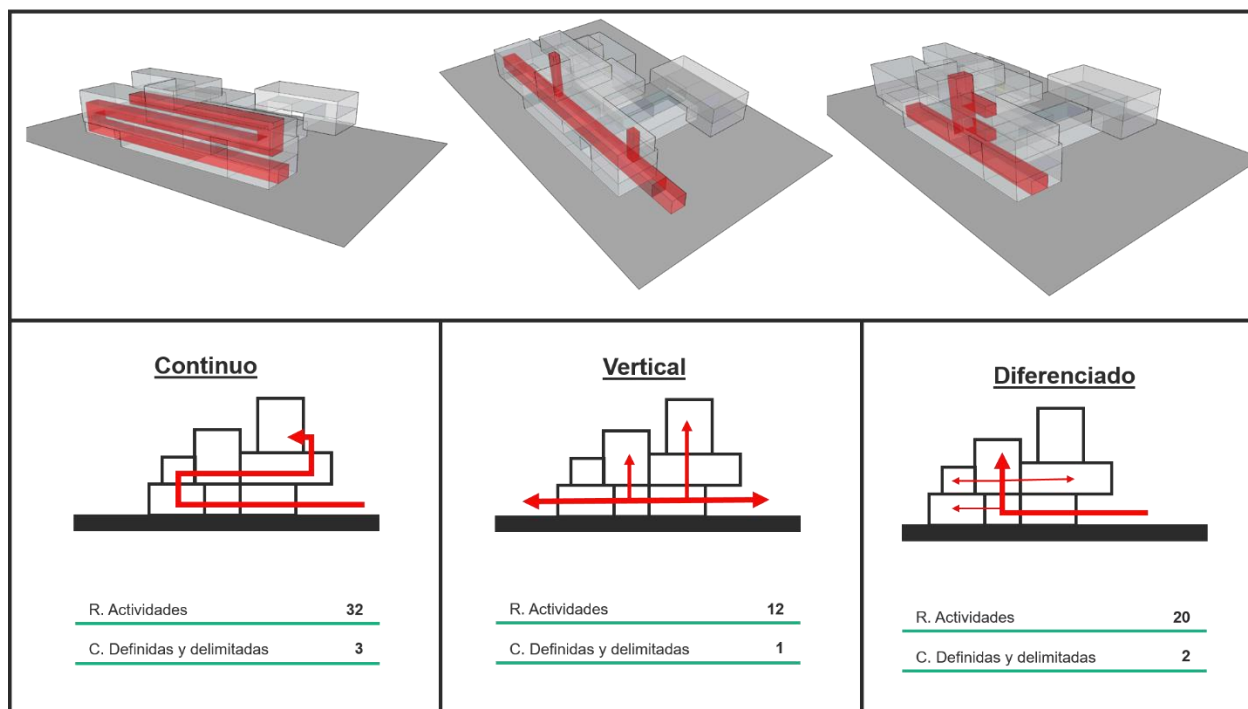 Continuo
R. Actividades 32
C. Definidas y delimitadas 3
Vertical
R. Actividades 12
C. Definidas y delimitadas 1
Diferenciado
R. Actividades 20
C. Definidas y delimitadas 2